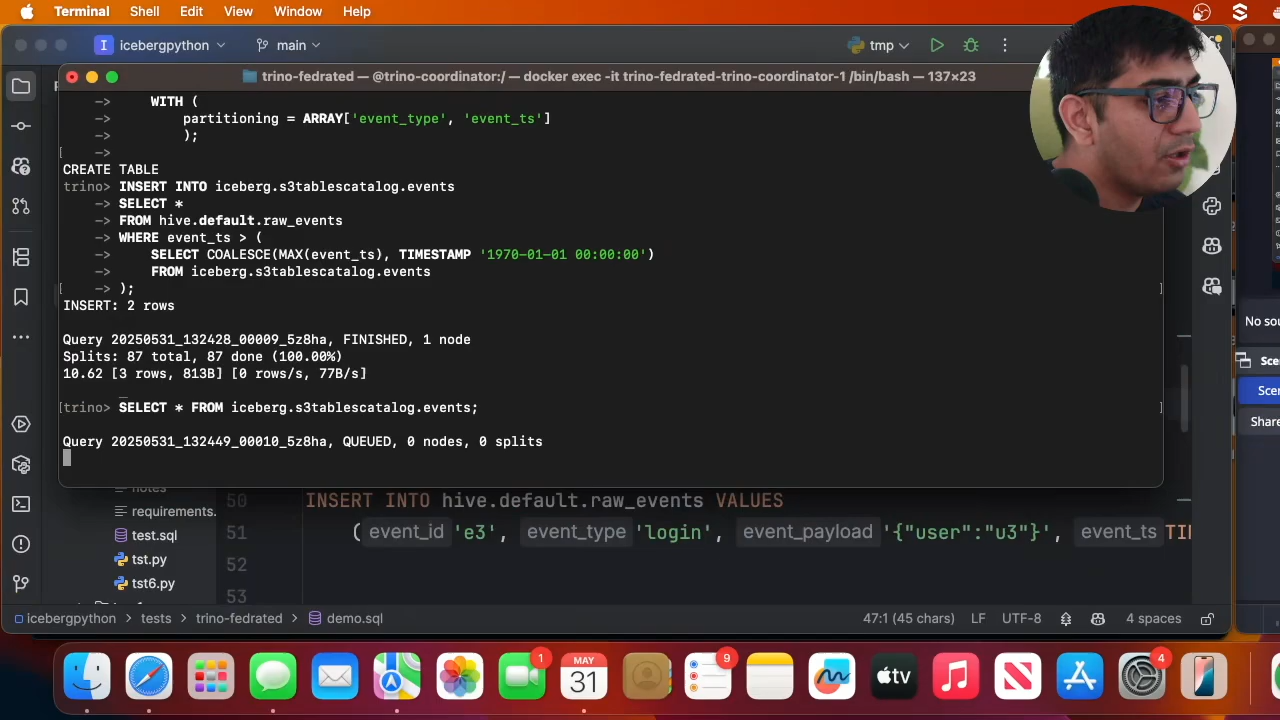 Terminal Shell Edit View Window Help
icebergpython main tmp
trino-fedrated — @trino-coordinator:/ — docker exec -it trino-fedrated-trino-coordinator-1 /bin/bash — 137×23
-> WITH (
-> partitioning = ARRAY['event_type', 'event_ts']
-> );
[ ->
CREATE TABLE
trino> INSERT INTO iceberg.s3tablescatalog.events
-> SELECT *
-> FROM hive.default.raw_events
-> WHERE event_ts > (
-> SELECT COALESCE(MAX(event_ts), TIMESTAMP '1970-01-01 00:00:00')
-> FROM iceberg.s3tablescatalog.events
[ -> ); ]
INSERT: 2 rows
Query 20250531_132428_00009_5z8ha, FINISHED, 1 node
Splits: 87 total, 87 done (100.00%)
10.62 [3 rows, 813B] [0 rows/s, 77B/s]
[trino> SELECT * FROM iceberg.s3tablescatalog.events; ]
Query 20250531_132449_00010_5z8ha, QUEUED, 0 nodes, 0 splits
No sou
Scen
Scen
Share
notes
requirements.
test.sql
tst.py
tst6.py
50 INSERT INTO hive.default.raw_events VALUES
51 (event_id 'e3', event_type 'login', event_payload '{"user":"u3"}', event_ts TIM
52
53
icebergpython > tests > trino-fedrated > demo.sql 47:1 (45 chars) LF UTF-8 4 spaces
1
MAY
31
9
tv
4